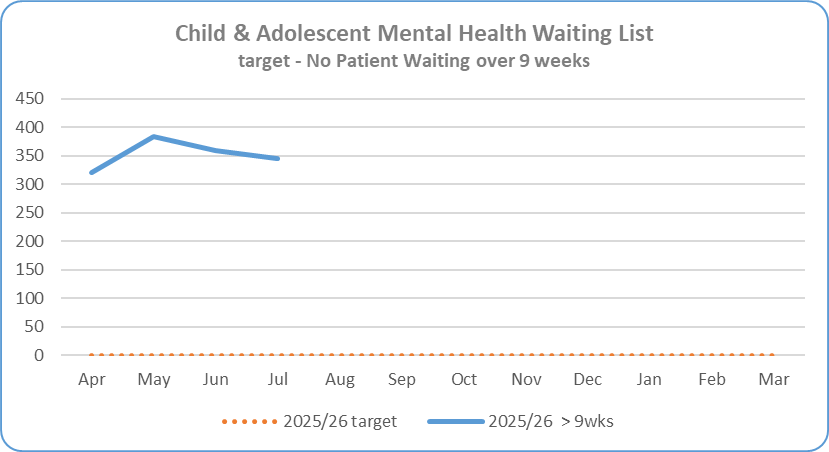 Child & Adolescent Mental Health Waiting List
target - No Patient Waiting over 9 weeks
450
400
350
300
250
200
150
100
50
0
Apr May Jun Jul Aug Sep Oct Nov Dec Jan Feb Mar
2025/26 target 2025/26 > 9wks